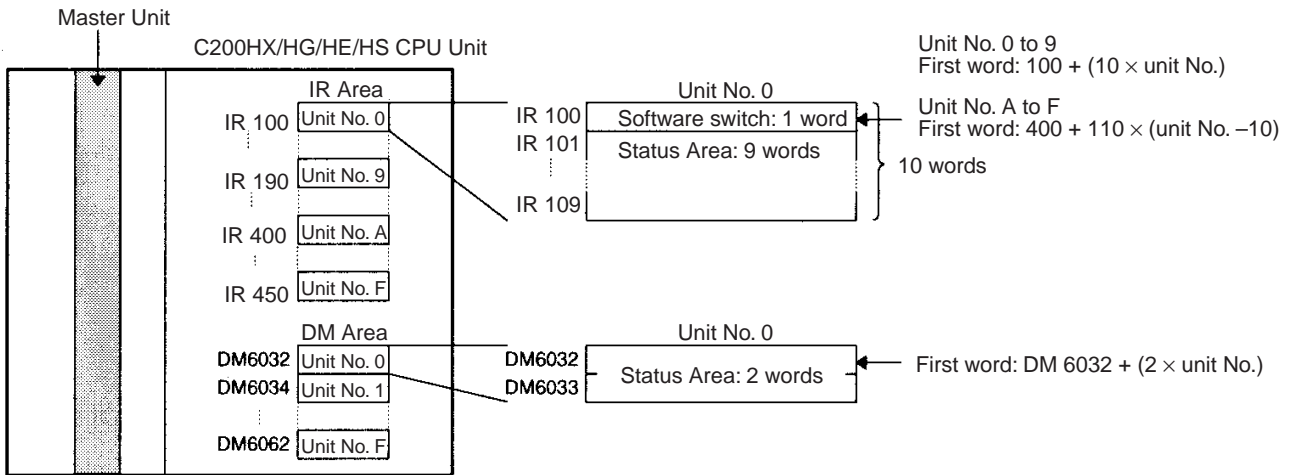 Master Unit
C200HX/HG/HE/HS CPU Unit
IR Area
IR 100 Unit No. 0
IR 190 Unit No. 9
IR 400 Unit No. A
IR 450 Unit No. F
DM Area
DM6032 Unit No. 0
DM6034 Unit No. 1
DM6062 Unit No. F
Unit No. 0
IR 100 Software switch: 1 word
IR 101 Status Area: 9 words
IR 109
10 words
Unit No. 0 to 9
First word: 100 + (10 × unit No.)
Unit No. A to F
First word: 400 + 110 × (unit No. –10)
Unit No. 0
DM6032
Status Area: 2 words
DM6033
First word: DM 6032 + (2 × unit No.)